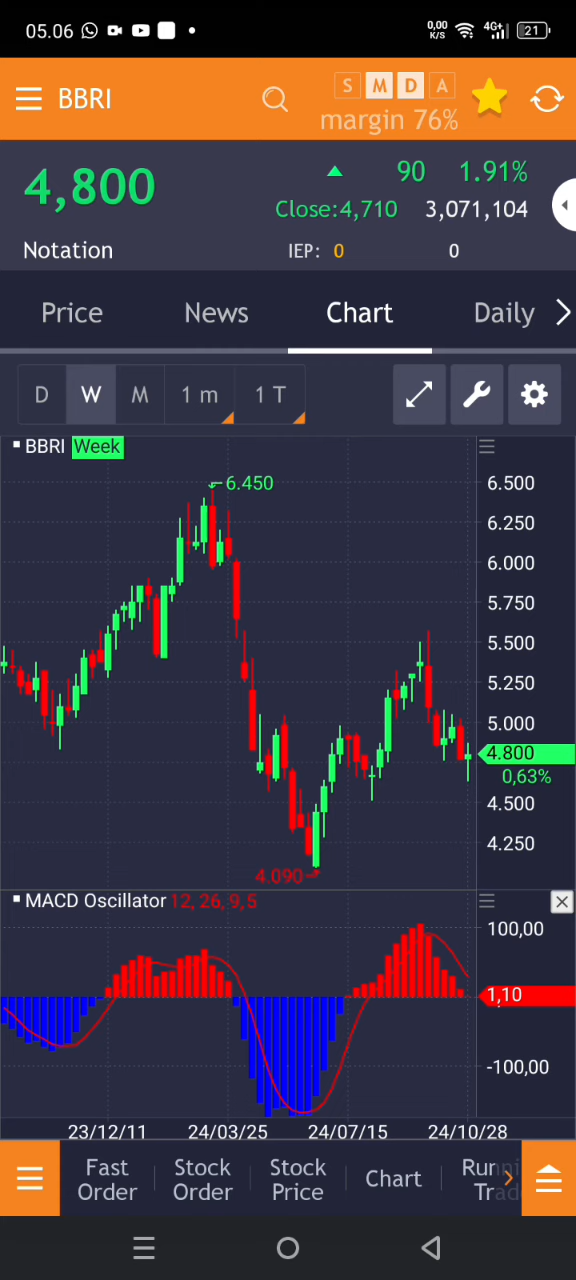 05.06
0,00 K/S
4G+
21
BBRI
S M D A
margin 76%
4,800
90 1.91%
Close:4,710 3,071,104
Notation IEP: 0 0
Price News Chart Daily
D W M 1 m 1 T
BBRI Week
6.450
6.500
6.250
6.000
5.750
5.500
5.250
5.000
4.800
0,63%
4.500
4.250
4.090
MACD Oscillator 12, 26, 9,5
100,00
1,10
-100,00
23/12/11 24/03/25 24/07/15 24/10/28
Fast Order
Stock Order
Stock Price
Chart